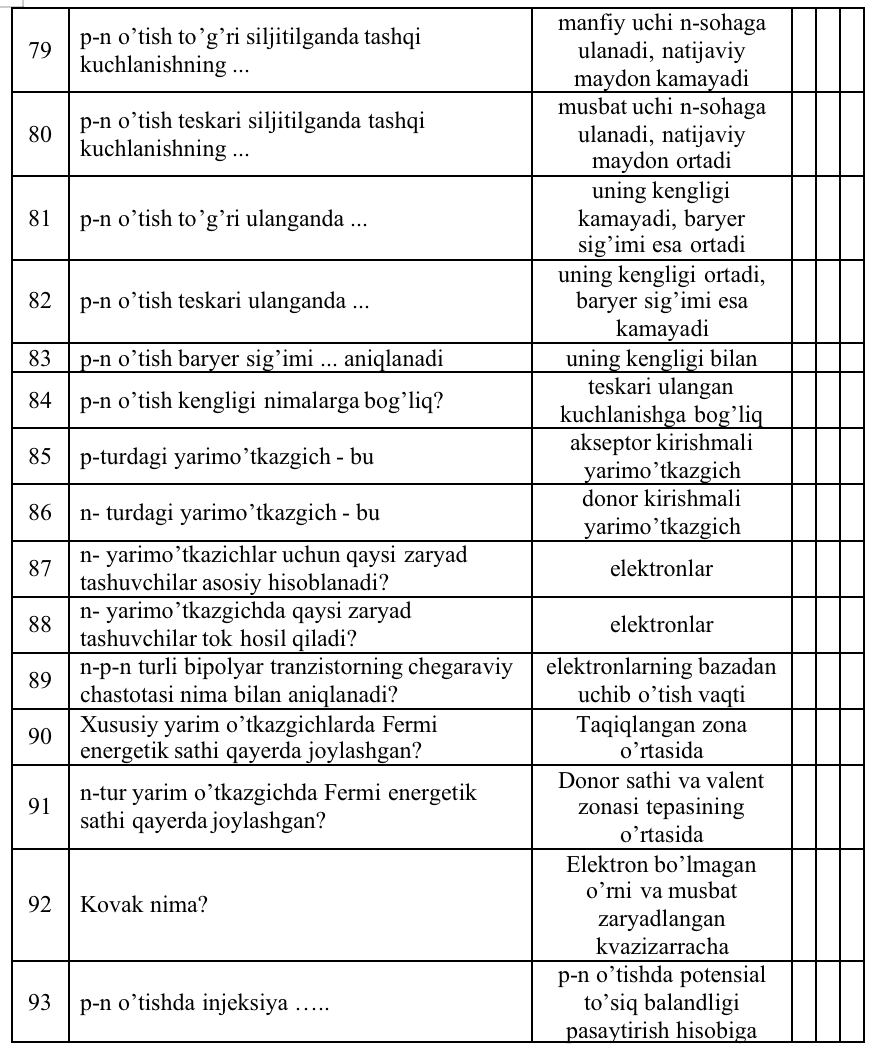 79
p-n o’tish to’g’ri siljitilganda tashqi
kuchlanishning ...
manfiy uchi n-sohaga
ulanadi, natijaviy
maydon kamayadi
80
p-n o’tish teskari siljitilganda tashqi
kuchlanishning ...
musbat uchi n-sohaga
ulanadi, natijaviy
maydon ortadi
81
p-n o’tish to’g’ri ulanganda ...
uning kengligi
kamayadi, baryer
sig’imi esa ortadi
82
p-n o’tish teskari ulanganda ...
uning kengligi ortadi,
baryer sig’imi esa
kamayadi
83
p-n o’tish baryer sig’imi ... aniqlanadi
uning kengligi bilan
84
p-n o’tish kengligi nimalarga bog’liq?
teskari ulangan
kuchlanishga bog’liq
85
p-turdagi yarimo’tkazgich - bu
akseptor kirishmali
yarimo’tkazgich
86
n- turdagi yarimo’tkazgich - bu
donor kirishmali
yarimo’tkazgich
87
n- yarimo’tkazichlar uchun qaysi zaryad
tashuvchilar asosiy hisoblanadi?
elektronlar
88
n- yarimo’tkazgichda qaysi zaryad
tashuvchilar tok hosil qiladi?
elektronlar
89
n-p-n turli bipolyar tranzistorning chegaraviy
chastotasi nima bilan aniqlanadi?
elektronlarning bazadan
uchib o’tish vaqti
90
Xususiy yarim o’tkazgichlarda Fermi
energetik sathi qayerda joylashgan?
Taqiqlangan zona
o’rtasida
91
n-tur yarim o’tkazgichda Fermi energetik
sathi qayerda joylashgan?
Donor sathi va valent
zonasi tepasining
o’rtasida
92
Kovak nima?
Elektron bo’lmagan
o’rni va musbat
zaryadlangan
kvazizarracha
93
p-n o’tishda injeksiya …..
p-n o’tishda potensial
to’siq balandligi
pasaytirish hisobiga